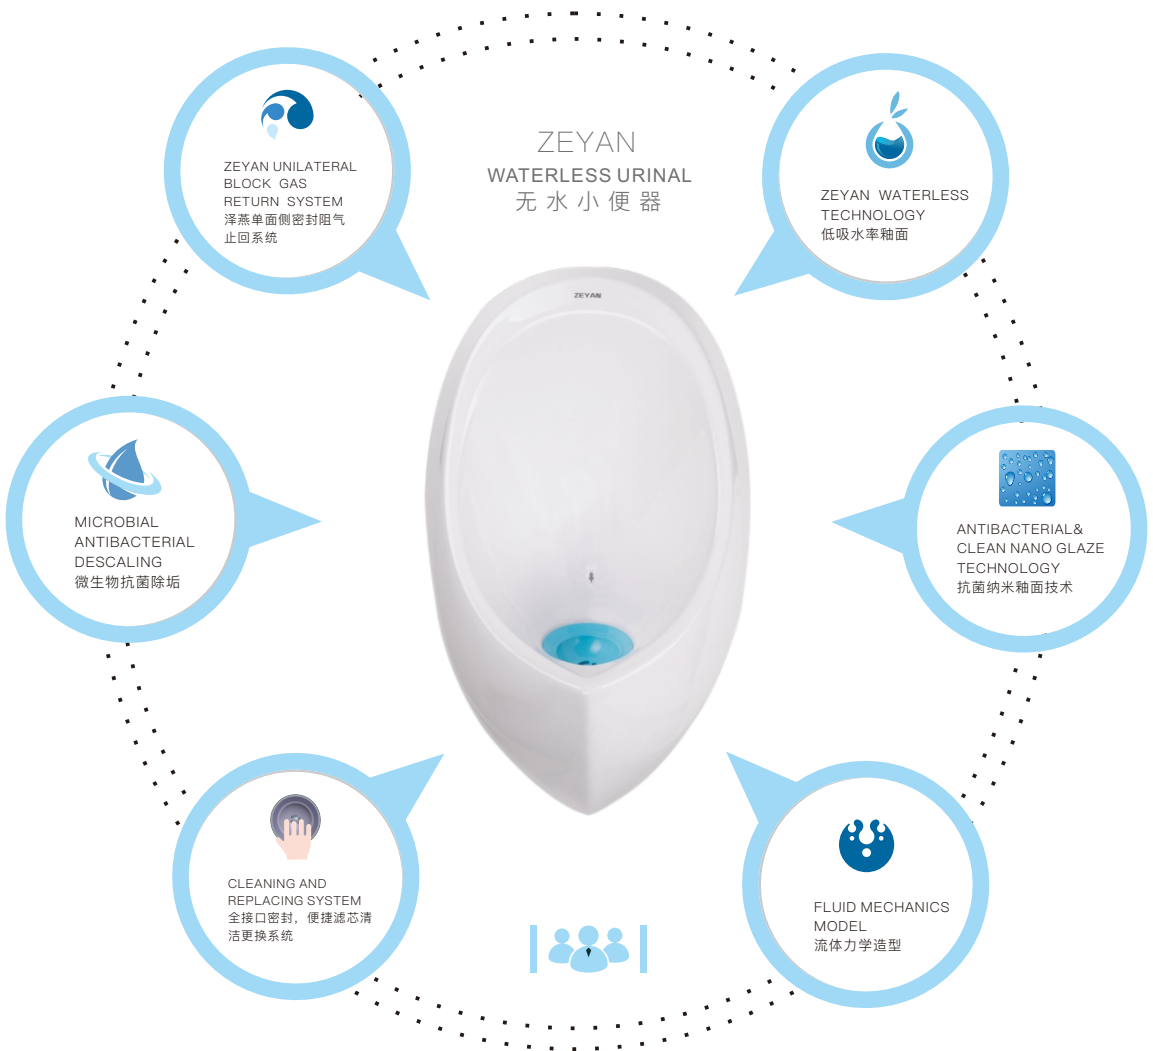 ZEYAN
WATERLESS URINAL
无水小便器
ZEYAN UNILATERAL
BLOCK GAS
RETURN SYSTEM
泽燕单面侧密封阻气
止回系统
ZEYAN WATERLESS
TECHNOLOGY
低吸水率釉面
ZEYAN
MICROBIAL
ANTIBACTERIAL
DESCALING
微生物抗菌除垢
ANTIBACTERIAL&
CLEAN NANO GLAZE
TECHNOLOGY
抗菌纳米釉面技术
CLEANING AND
REPLACING SYSTEM
全接口密封，便捷滤芯清
洁更换系统
FLUID MECHANICS
MODEL
流体力学造型